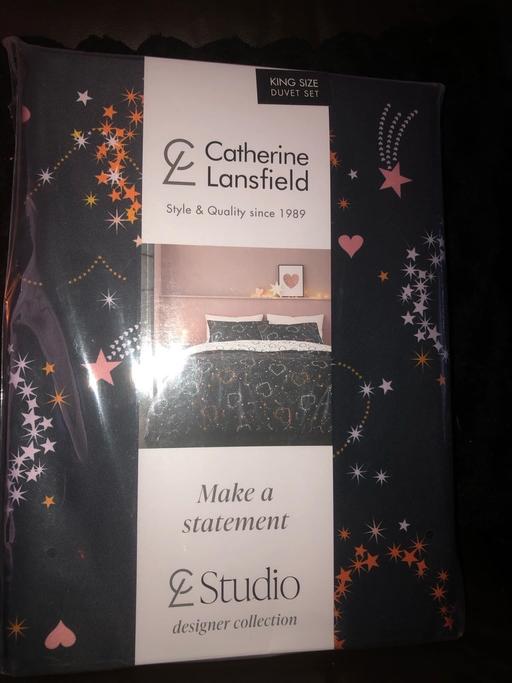 KING SIZE
DUVET SET
Catherine
Lansfield
Style & Quality since 1989
Make a
statement
Studio
designer collection